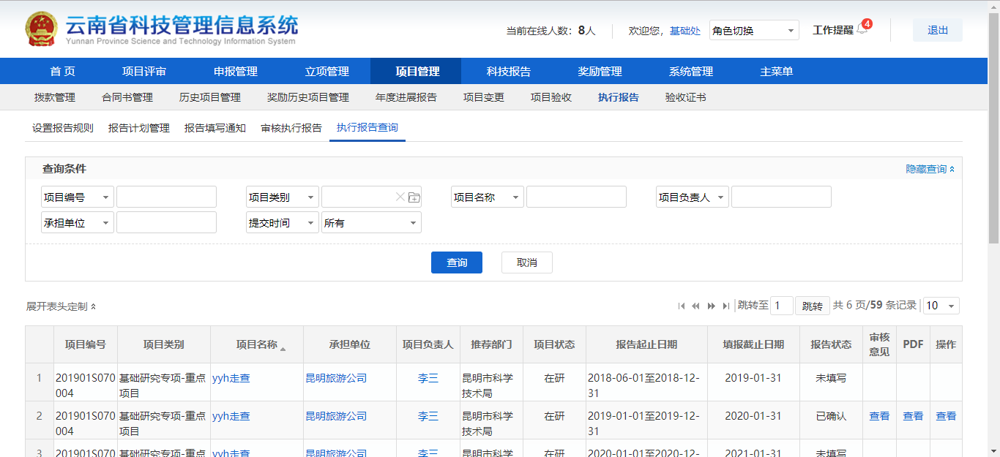 云南省科技管理信息系统
Yunnan Province Science and Technology Information System
当前在线人数：8人 欢迎您，基础处 角色切换 工作提醒 4 退出
首 页 项目评审 申报管理 立项管理 项目管理 科技报告 奖励管理 系统管理 主菜单
拨款管理 合同书管理 历史项目管理 奖励历史项目管理 年度进展报告 项目变更 项目验收 执行报告 验收证书
设置报告规则 报告计划管理 报告填写通知 审核执行报告 执行报告查询
查询条件 隐藏查询
项目编号 项目类别 项目名称 项目负责人
承担单位 提交时间 所有
查询 取消
展开表头定制 跳转至 1 跳转 共 6 页/59 条记录 10
项目编号 项目类别 项目名称 承担单位 项目负责人 推荐部门 项目状态 报告起止日期 填报截止日期 报告状态 审核 PDF 操作
意见
1 201901S070 基础研究专项-重点 yyh走查 昆明旅游公司 李三 昆明市科学 在研 2018-06-01至2018-12- 2019-01-31 未填写
004 项目 技术局 31
2 201901S070 基础研究专项-重点 yyh走查 昆明旅游公司 李三 昆明市科学 在研 2019-01-01至2019-12- 2020-01-31 已确认 查看 查看 查看
004 项目 技术局 31
3 201901S070 基础研究专项-重点 yyh走查 昆明旅游公司 李三 昆明市科学 在研 2020-01-01至2020-12- 2021-01-31 未填写